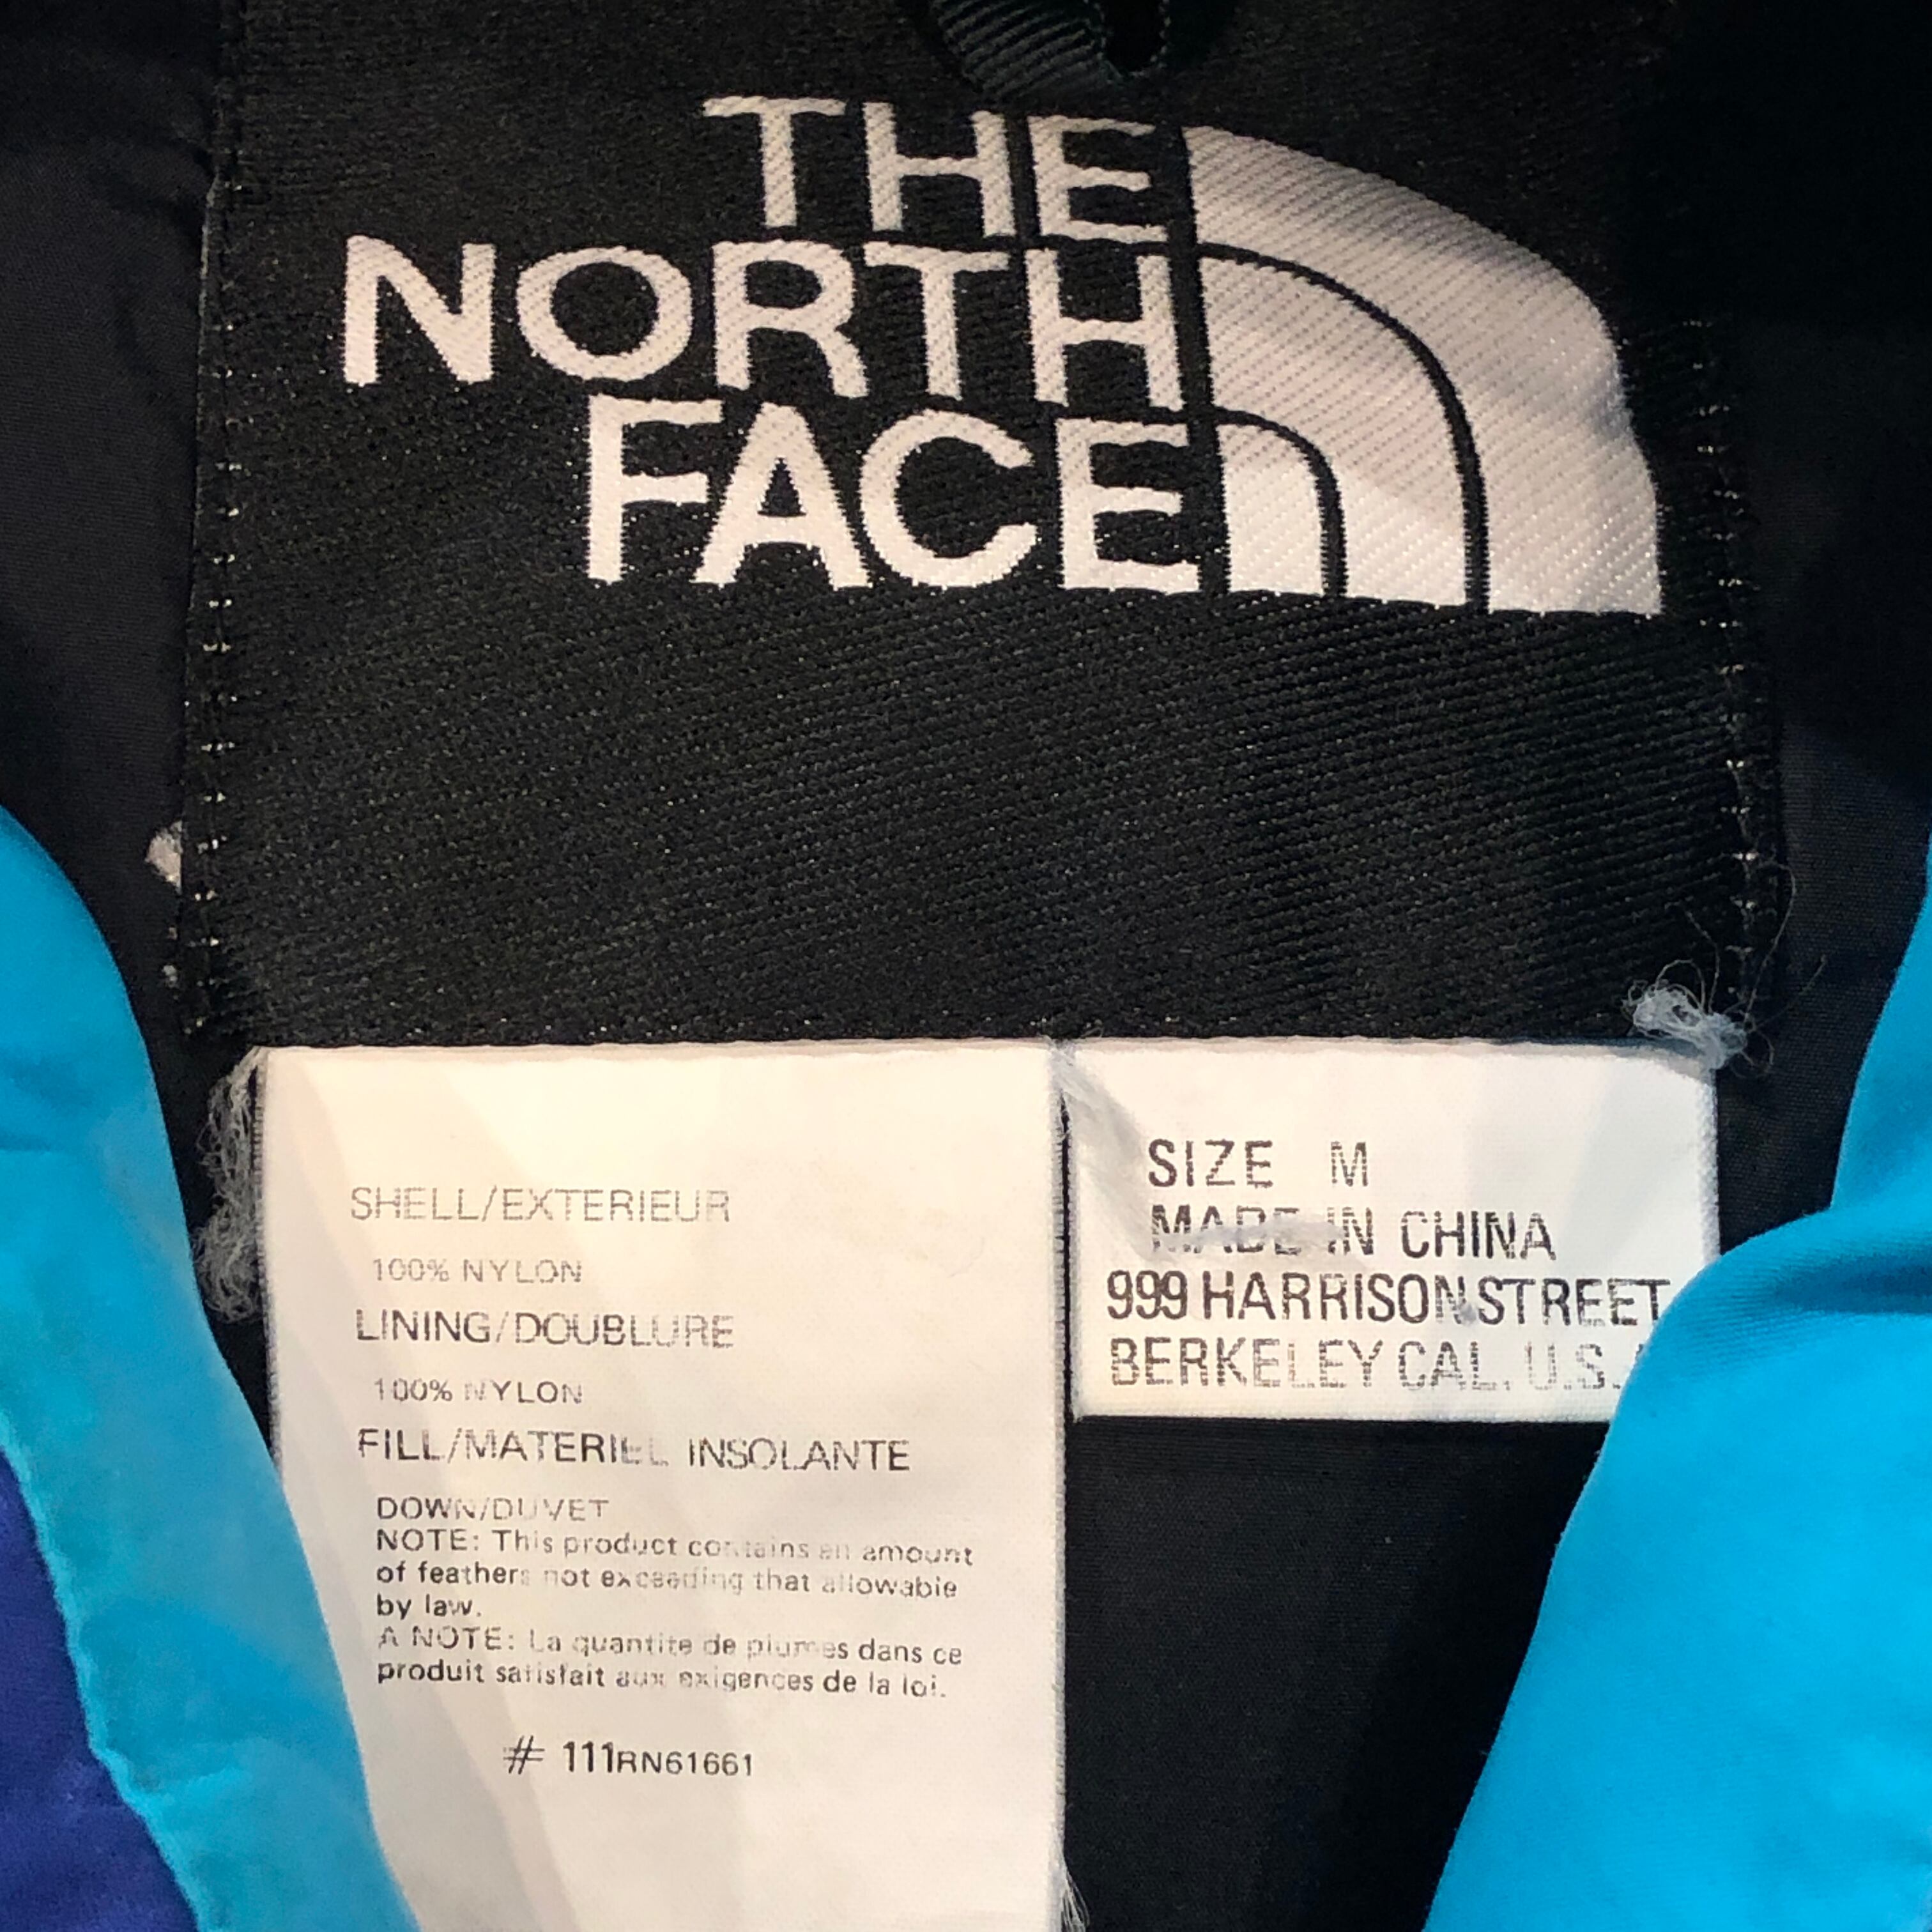 THE
NORTH
FACE
SHELL/EXTERIEUR
100% NYLON
LINING/DOUBLURE
100% NYLON
FILL/MATERIEL INSOLANTE
DOWN/DUVET
NOTE: This product contains an amount
of feathers not exceeding that allowable
by law.
A NOTE: La quantite de plumes dans ce
produit satisfait aux exigences de la loi.
# 111RN61661
SIZE M
MADE IN CHINA
999 HARRISON STREET
BERKELEY CAL. U.S.